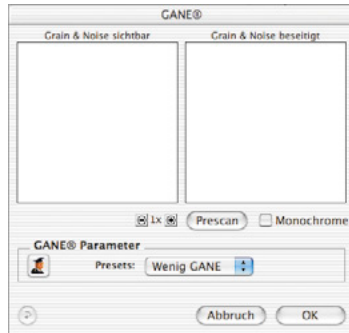 GANE®
Grain & Noise sichtbar Grain & Noise beseitigt
1x Prescan Monochrome
GANE® Parameter
Presets: Wenig GANE
Abbruch OK